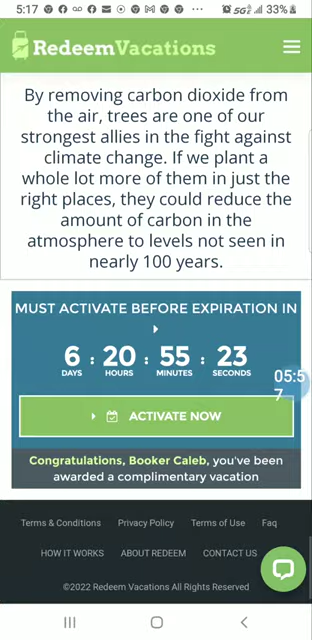 5:17
5G
33%
RedeemVacations
By removing carbon dioxide from
the air, trees are one of our
strongest allies in the fight against
climate change. If we plant a
whole lot more of them in just the
right places, they could reduce the
amount of carbon in the
atmosphere to levels not seen in
nearly 100 years.
MUST ACTIVATE BEFORE EXPIRATION IN
6 : 20 : 55 : 23
DAYS HOURS MINUTES SECONDS
05:5
7
ACTIVATE NOW
Congratulations, Booker Caleb, you've been
awarded a complimentary vacation
Terms & Conditions Privacy Policy Terms of Use Faq
HOW IT WORKS ABOUT REDEEM CONTACT US
©2022 Redeem Vacations All Rights Reserved